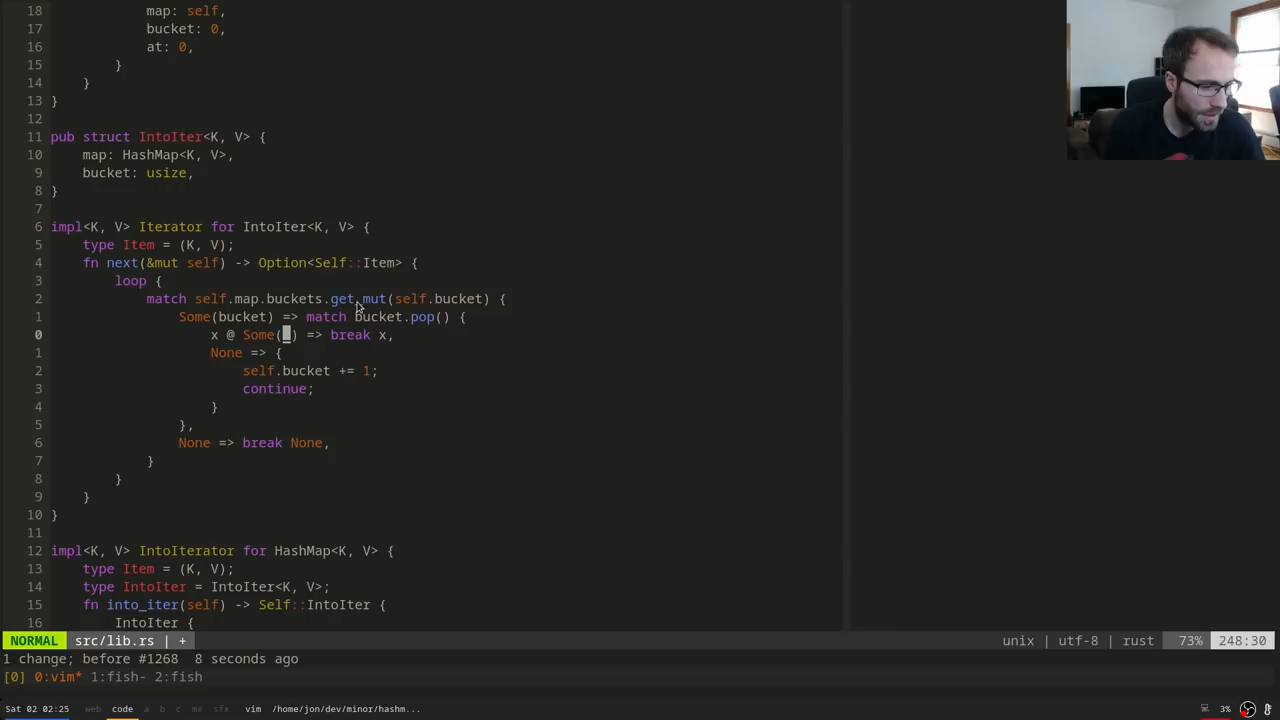 18 map: self,
17 bucket: 0,
16 at: 0,
15 }
14 }
13 }
12
11 pub struct IntoIter<K, V> {
10 map: HashMap<K, V>,
9 bucket: usize,
8 }
7
6 impl<K, V> Iterator for IntoIter<K, V> {
5 type Item = (K, V);
4 fn next(&mut self) -> Option<Self::Item> {
3 loop {
2 match self.map.buckets.get_mut(self.bucket) {
1 Some(bucket) => match bucket.pop() {
0 x @ Some(_) => break x,
1 None => {
2 self.bucket += 1;
3 continue;
4 }
5 },
6 None => break None,
7 }
8 }
9 }
10 }
11
12 impl<K, V> IntoIterator for HashMap<K, V> {
13 type Item = (K, V);
14 type IntoIter = IntoIter<K, V>;
15 fn into_iter(self) -> Self::IntoIter {
16 IntoIter {
NORMAL src/lib.rs | + unix | utf-8 | rust 73% 248:30
1 change; before #1268 8 seconds ago
[0] 0:vim* 1:fish- 2:fish
Sat 02 02:25 web code a b c ms sfx vim /home/jon/dev/minor/hashm... 3%